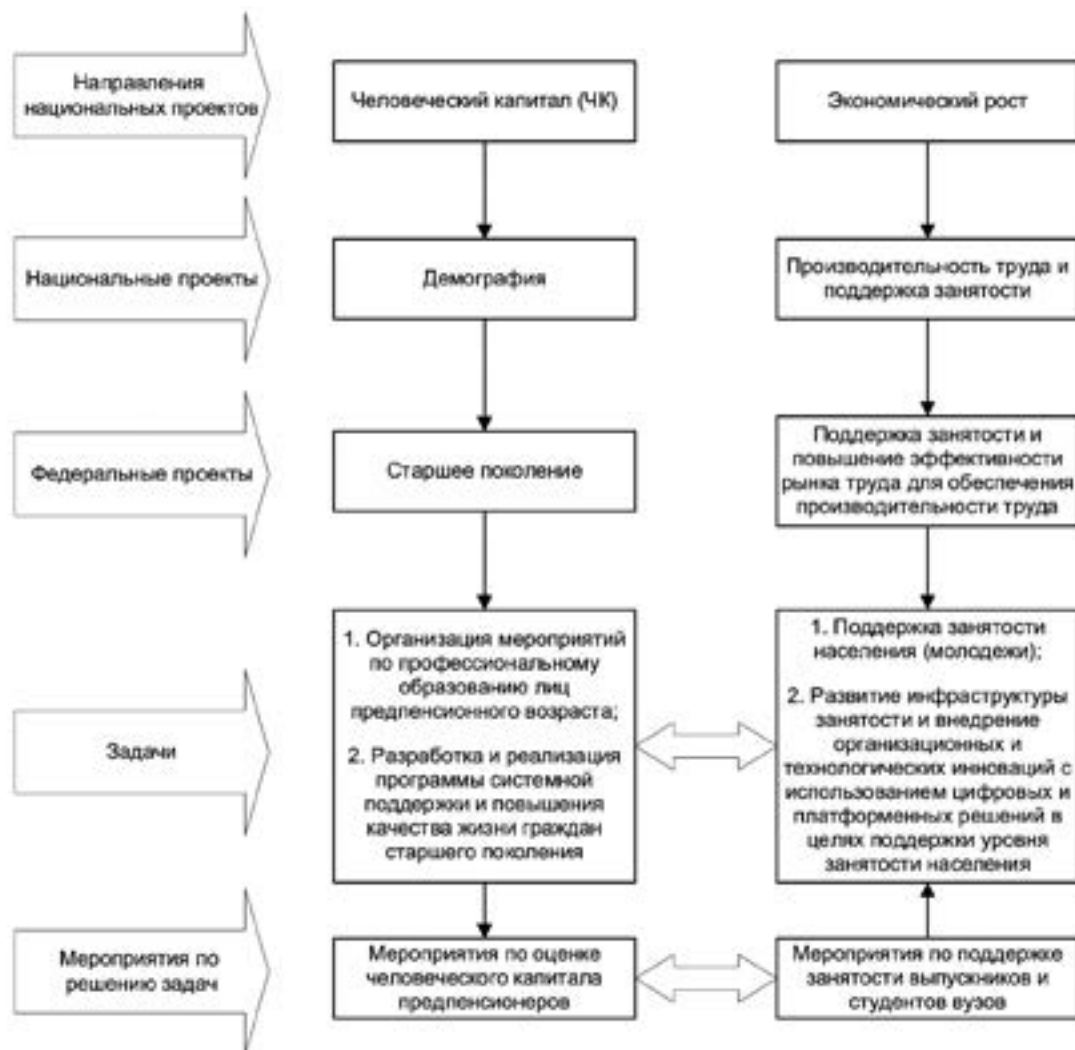 Направления
национальных проектов
Человеческий капитал (ЧК)
Экономический рост
Национальные проекты
Демография
Производительность труда и
поддержка занятости
Федеральные проекты
Старшее поколение
Поддержка занятости и
повышение эффективности
рынка труда для обеспечения
производительности труда
Задачи
1. Организация мероприятий
по профессиональному
образованию лиц
предпенсионного возраста;
2. Разработка и реализация
программы системной
поддержки и повышения
качества жизни граждан
старшего поколения
1. Поддержка занятости
населения (молодежи);
2. Развитие инфраструктуры
занятости и внедрение
организационных и
технологических инноваций с
использованием цифровых и
платформенных решений в
целях поддержки уровня
занятости населения
Мероприятия по
решению задач
Мероприятия по оценке
человеческого капитала
предпенсионеров
Мероприятия по поддержке
занятости выпускников и
студентов вузов